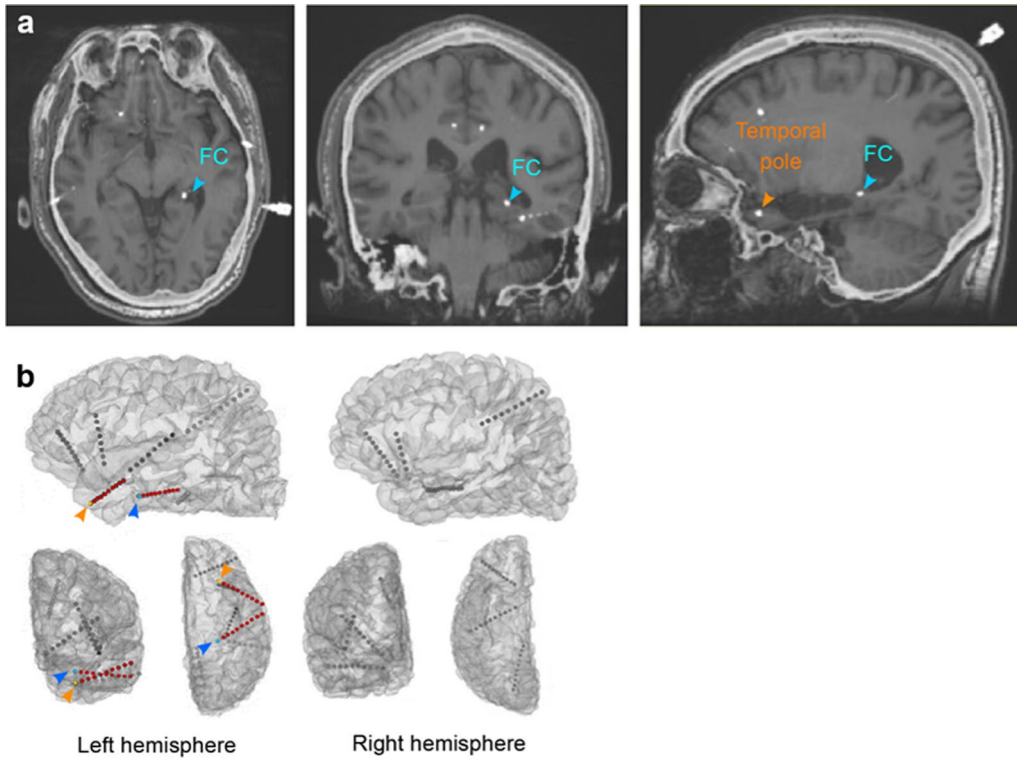 a
FC
FC
Temporal
pole
FC
b
Left hemisphere
Right hemisphere